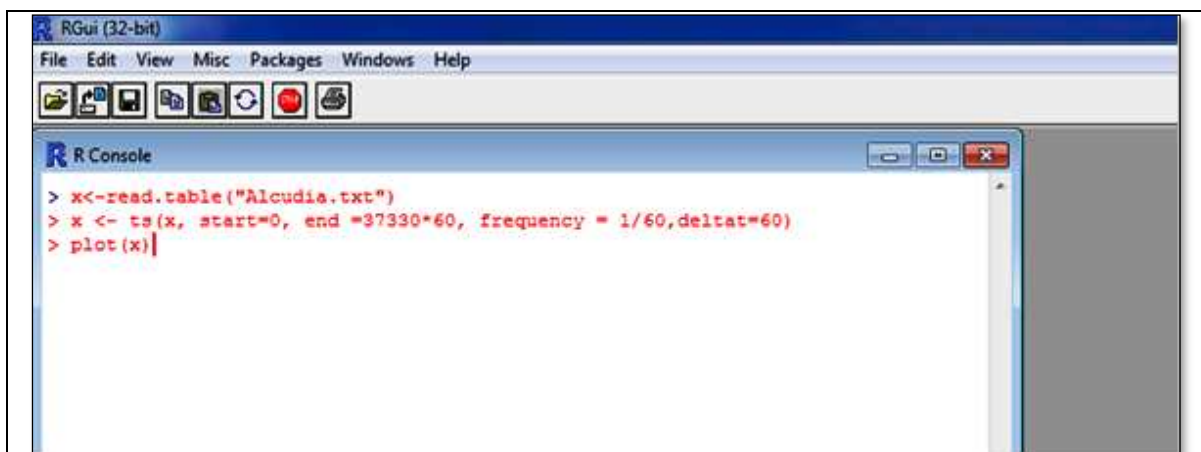 RGui (32-bit)
File Edit View Misc Packages Windows Help
R Console
> x<-read.table("Alcudia.txt")
> x <- ts(x, start=0, end =37330*60, frequency = 1/60,deltat=60)
> plot(x)